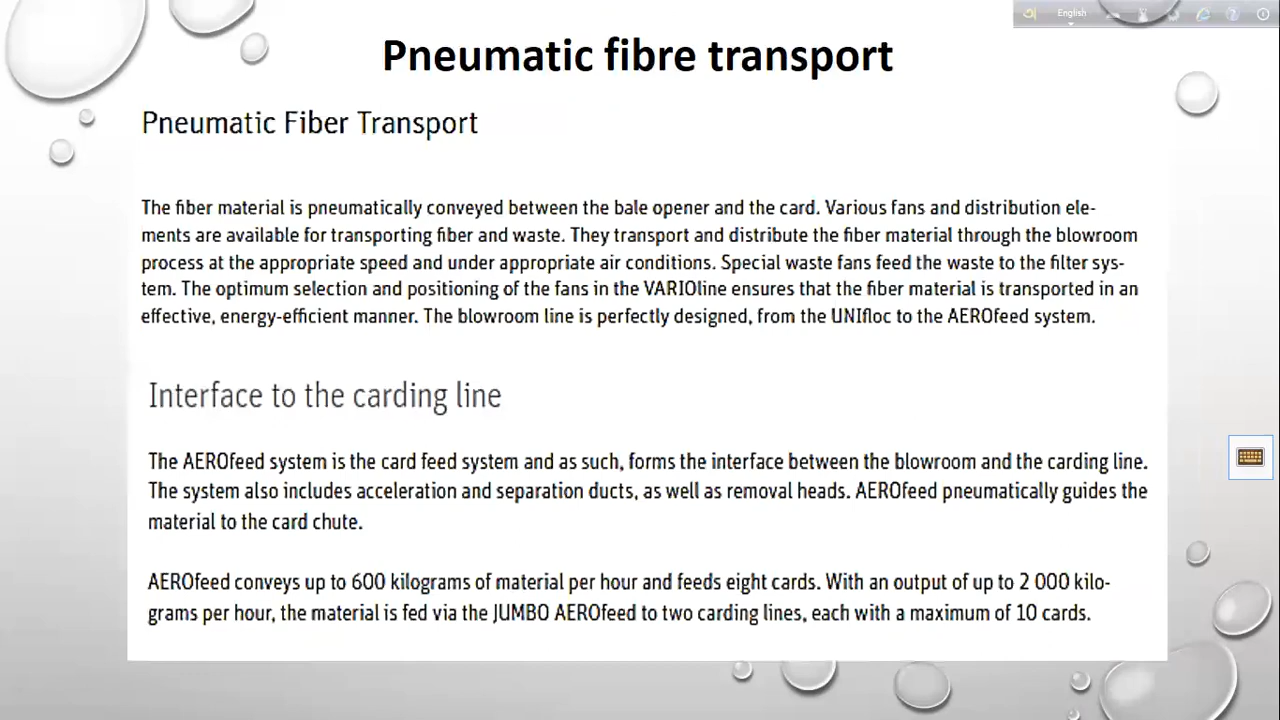 English
Pneumatic fibre transport
Pneumatic Fiber Transport
The fiber material is pneumatically conveyed between the bale opener and the card. Various fans and distribution ele-
ments are available for transporting fiber and waste. They transport and distribute the fiber material through the blowroom
process at the appropriate speed and under appropriate air conditions. Special waste fans feed the waste to the filter sys-
tem. The optimum selection and positioning of the fans in the VARIOline ensures that the fiber material is transported in an
effective, energy-efficient manner. The blowroom line is perfectly designed, from the UNIfloc to the AEROfeed system.
Interface to the carding line
The AEROfeed system is the card feed system and as such, forms the interface between the blowroom and the carding line.
The system also includes acceleration and separation ducts, as well as removal heads. AEROfeed pneumatically guides the
material to the card chute.
AEROfeed conveys up to 600 kilograms of material per hour and feeds eight cards. With an output of up to 2 000 kilo-
grams per hour, the material is fed via the JUMBO AEROfeed to two carding lines, each with a maximum of 10 cards.